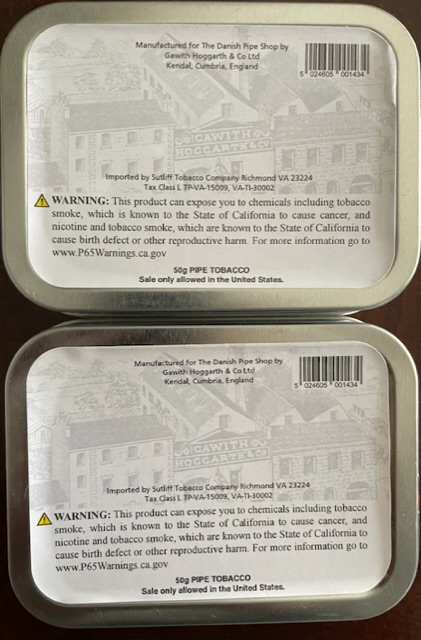 Manufactured for The Danish Pipe Shop by
Gawith Hoggarth & Co Ltd
Kendal, Cumbria, England
5 024605 001434
GAWITH
HOGGARTH & Co
Imported by Sutliff Tobacco Company Richmond VA 23224
Tax Class L TP-VA-15009, VA-TI-30002
WARNING: This product can expose you to chemicals including tobacco
smoke, which is known to the State of California to cause cancer, and
nicotine and tobacco smoke, which are known to the State of California to
cause birth defect or other reproductive harm. For more information go to
www.P65Warnings.ca.gov
50g PIPE TOBACCO
Sale only allowed in the United States.
Manufactured for The Danish Pipe Shop by
Gawith Hoggarth & Co Ltd
Kendal, Cumbria, England
5 024605 001434
GAWITH
HOGGARTH & Co
Imported by Sutliff Tobacco Company Richmond VA 23224
Tax Class L TP-VA-15009, VA-TI-30002
WARNING: This product can expose you to chemicals including tobacco
smoke, which is known to the State of California to cause cancer, and
nicotine and tobacco smoke, which are known to the State of California to
cause birth defect or other reproductive harm. For more information go to
www.P65Warnings.ca.gov
50g PIPE TOBACCO
Sale only allowed in the United States.